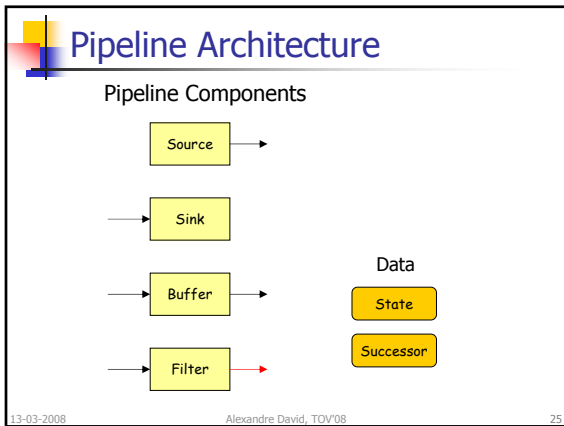 Pipeline Architecture
Pipeline Components
Source
Sink
Buffer
Filter
Data
State
Successor
13-03-2008
Alexandre David, TOV'08
25